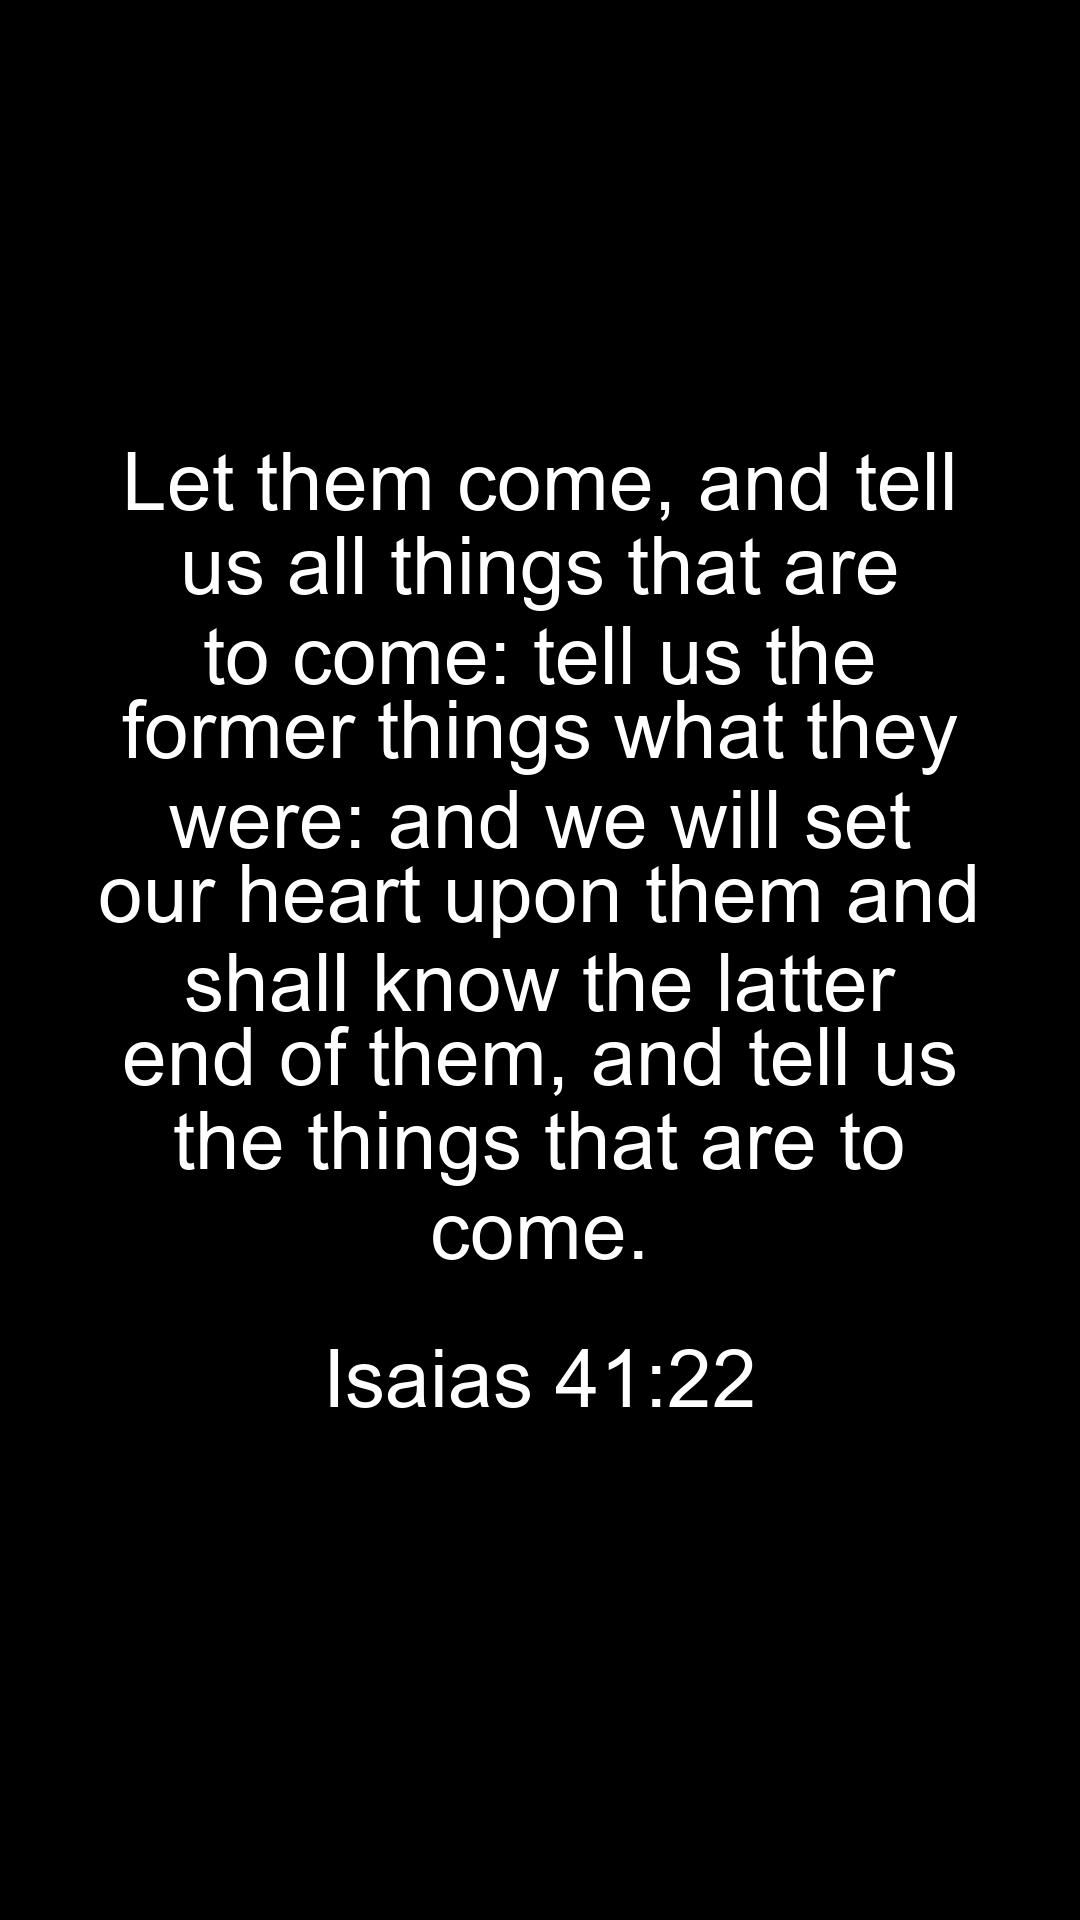 Let them come, and tell
us all things that are
to come: tell us the
former things what they
were: and we will set
our heart upon them and
shall know the latter
end of them, and tell us
the things that are to
come.
Isaias 41:22